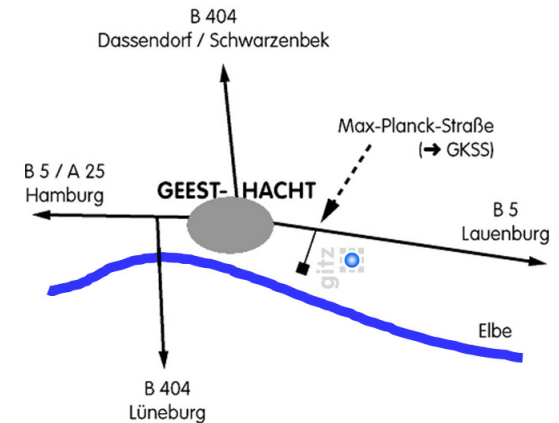 B 404
Dassendorf / Schwarzenbek
Max-Planck-Straße
(➔ GKSS)
B 5 / A 25
Hamburg
GEEST- HACHT
B 5
Lauenburg
gitz
Elbe
B 404
Lüneburg